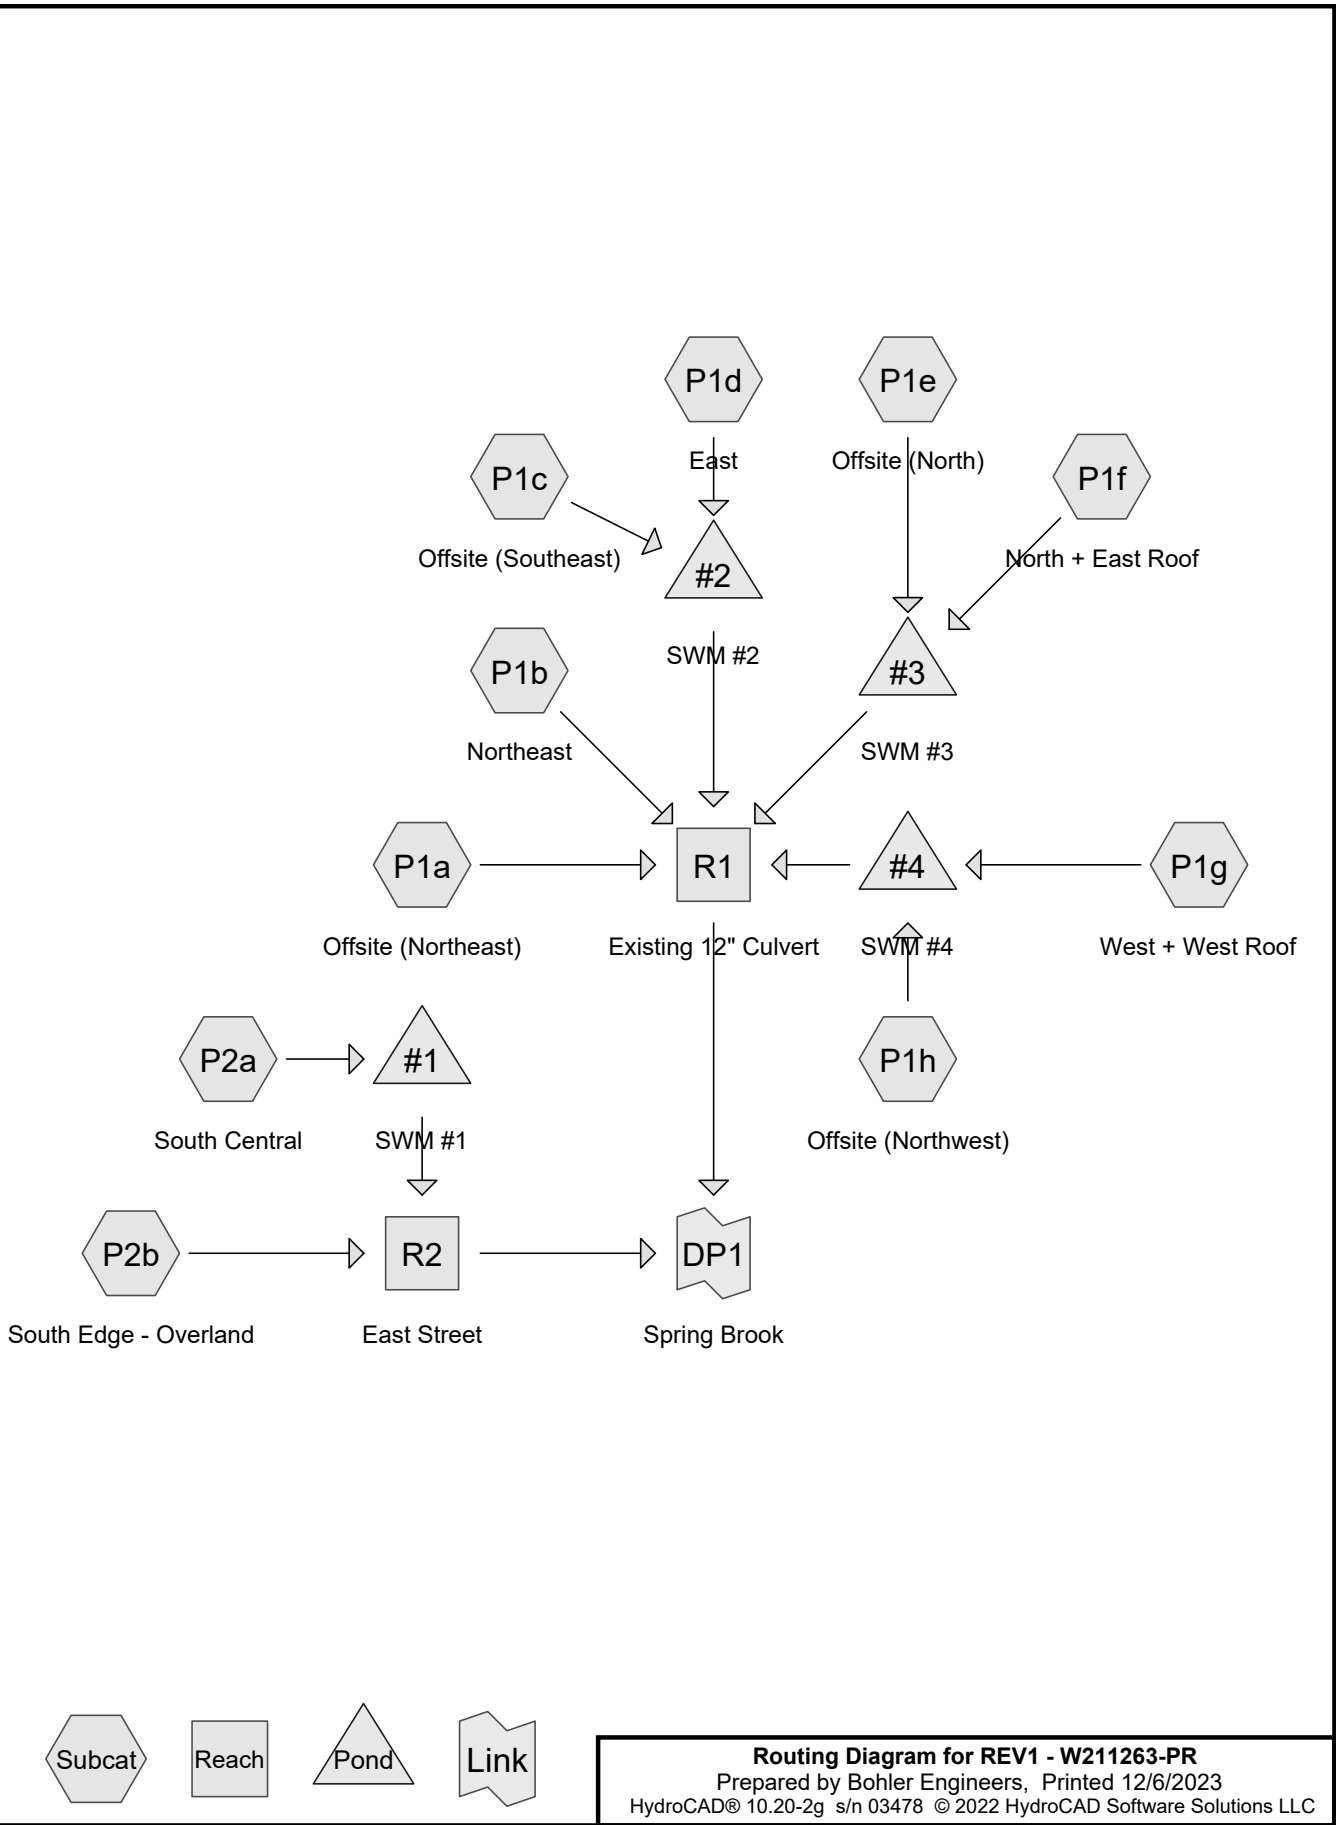 P1d
P1e
East
Offsite (North)
P1c
P1f
Offsite (Southeast)
North + East Roof
#2
SWM #2
P1b
#3
Northeast
SWM #3
P1a
R1
#4
P1g
Offsite (Northeast)
Existing 12" Culvert
SWM #4
West + West Roof
P2a
#1
P1h
South Central
SWM #1
Offsite (Northwest)
P2b
R2
DP1
South Edge - Overland
East Street
Spring Brook
Subcat
Reach
Pond
Link
Routing Diagram for REV1 - W211263-PR
Prepared by Bohler Engineers, Printed 12/6/2023
HydroCAD® 10.20-2g s/n 03478 © 2022 HydroCAD Software Solutions LLC